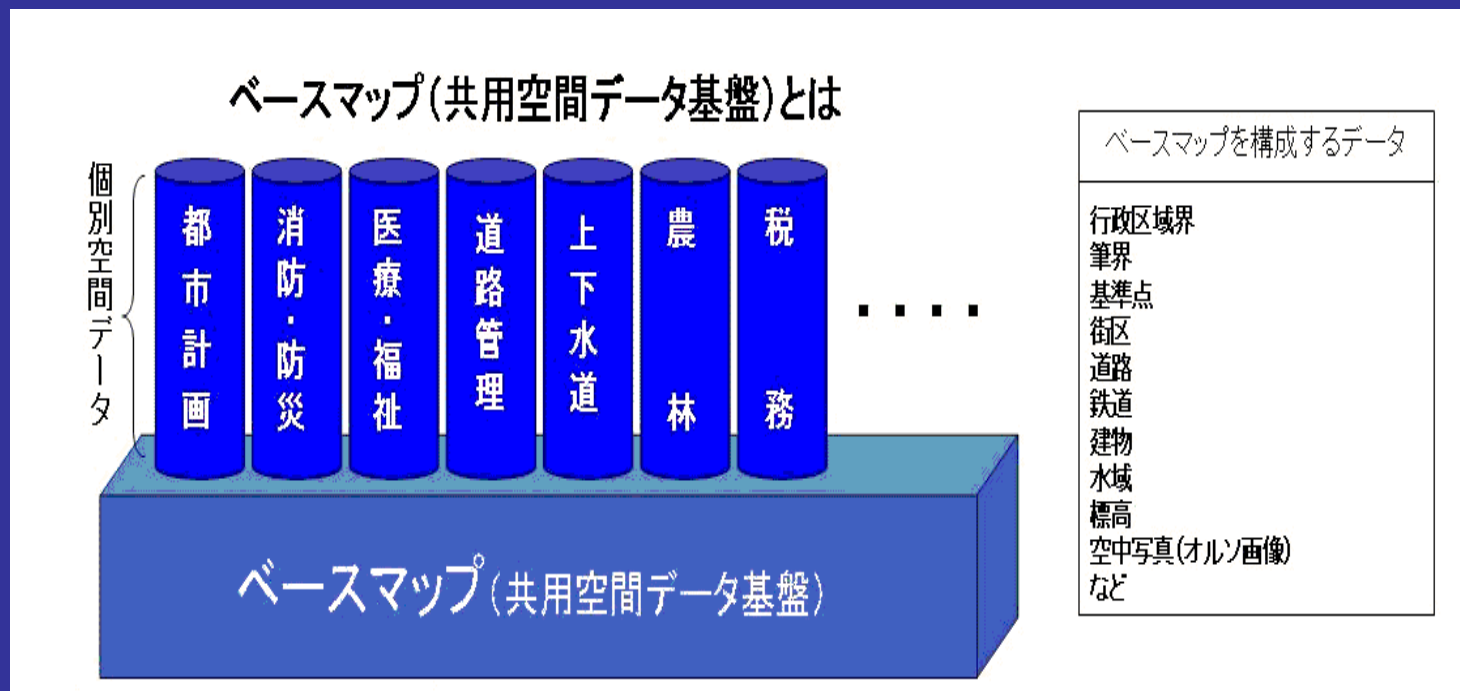 ベースマップ(共用空間データ基盤)とは
個別空間データ
都市計画
消防・防災
医療・福祉
道路管理
上下水道
農林
税務
・・・・
ベースマップ(共用空間データ基盤)
ベースマップを構成するデータ
行政区域界
筆界
基準点
街区
道路
鉄道
建物
水域
標高
空中写真(オルソ画像)
など